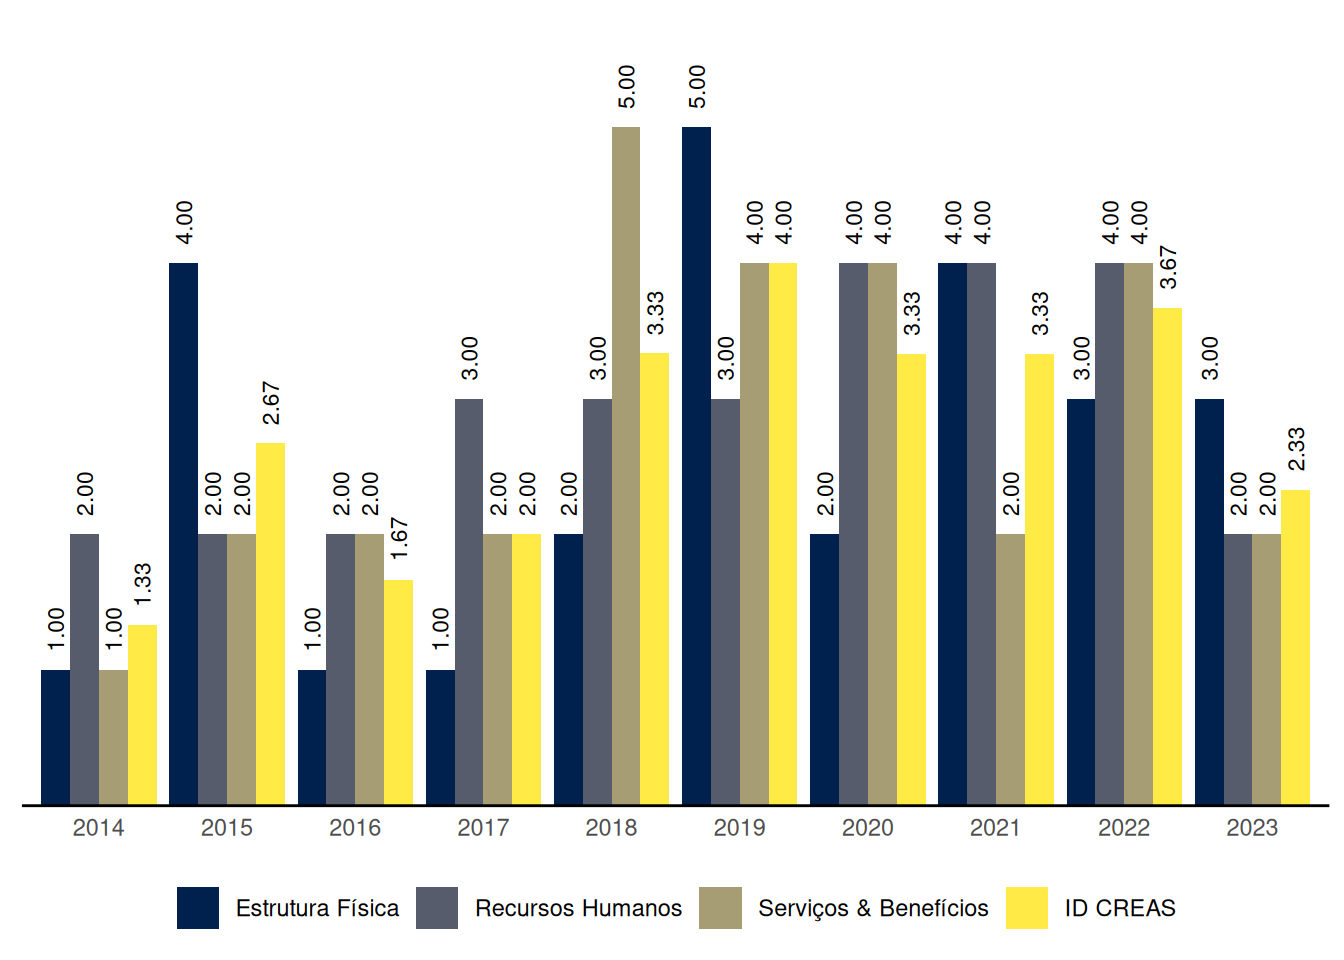 5.00 5.00
4.00 4.00 4.00 4.00 4.00 4.00 4.00 4.00 4.00
3.67
3.00 3.00 3.33 3.00 3.33 3.33 3.00 3.00
2.67 2.33
2.00 2.00 2.00 2.00 2.00 2.00 2.00 2.00 2.00 2.00 2.00 2.00
1.67
1.33
1.00 1.00 1.00 1.00
2014 2015 2016 2017 2018 2019 2020 2021 2022 2023
Estrutura Física Recursos Humanos Serviços & Benefícios ID CREAS